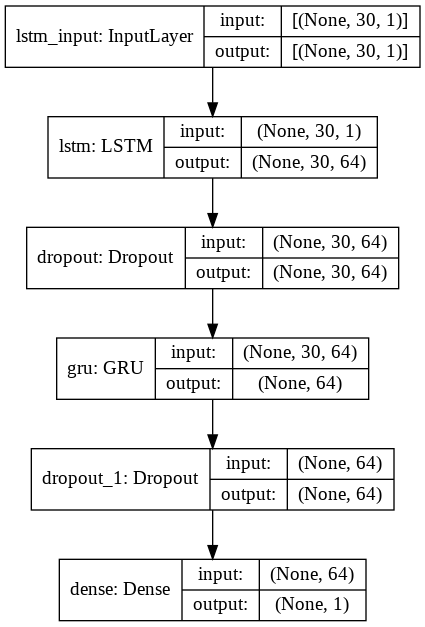 lstm_input: InputLayer
input:
[(None, 30, 1)]
output:
[(None, 30, 1)]
lstm: LSTM
input:
(None, 30, 1)
output:
(None, 30, 64)
dropout: Dropout
input:
(None, 30, 64)
output:
(None, 30, 64)
gru: GRU
input:
(None, 30, 64)
output:
(None, 64)
dropout_1: Dropout
input:
(None, 64)
output:
(None, 64)
dense: Dense
input:
(None, 64)
output:
(None, 1)